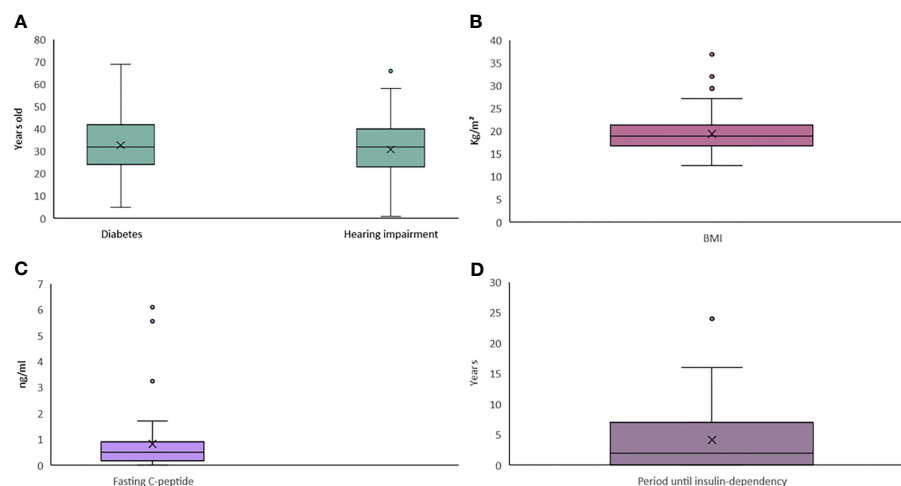 A
Years old
80
70
60
50
40
30
20
10
0
Diabetes
Hearing impairment
B
Kg/m²
40
35
30
25
20
15
10
5
0
BMI
C
ng/ml
7
6
5
4
3
2
1
0
Fasting C-peptide
D
Years
30
25
20
15
10
5
0
Period until insulin-dependency